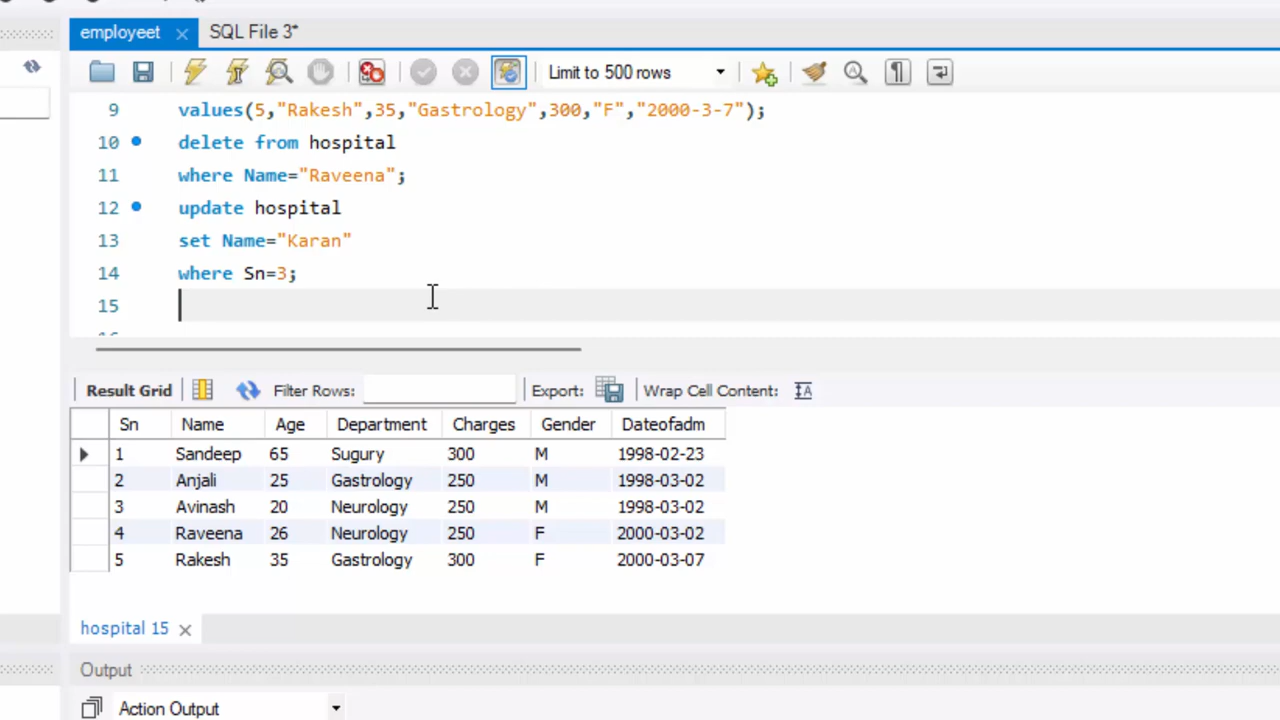 employeet
SQL File 3*
Limit to 500 rows
9 values(5,"Rakesh",35,"Gastrology",300,"F","2000-3-7");
10 delete from hospital
11 where Name="Raveena";
12 update hospital
13 set Name="Karan"
14 where Sn=3;
15
Result Grid Filter Rows: Export: Wrap Cell Content:
Sn Name Age Department Charges Gender Dateofadm
1 Sandeep 65 Sugury 300 M 1998-02-23
2 Anjali 25 Gastrology 250 M 1998-03-02
3 Avinash 20 Neurology 250 M 1998-03-02
4 Raveena 26 Neurology 250 F 2000-03-02
5 Rakesh 35 Gastrology 300 F 2000-03-07
hospital 15
Output
Action Output